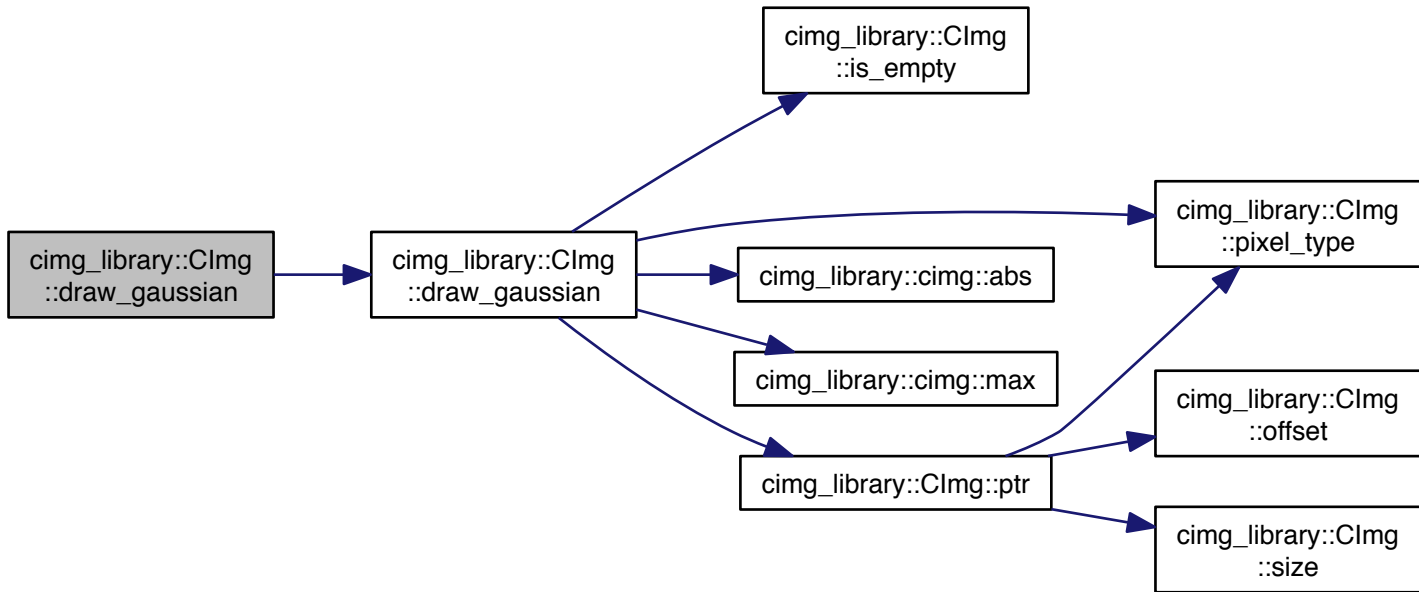 cimg_library::CImg
::draw_gaussian
cimg_library::CImg
::draw_gaussian
cimg_library::CImg
::is_empty
cimg_library::CImg
::pixel_type
cimg_library::cimg::abs
cimg_library::cimg::max
cimg_library::CImg::ptr
cimg_library::CImg
::offset
cimg_library::CImg
::size